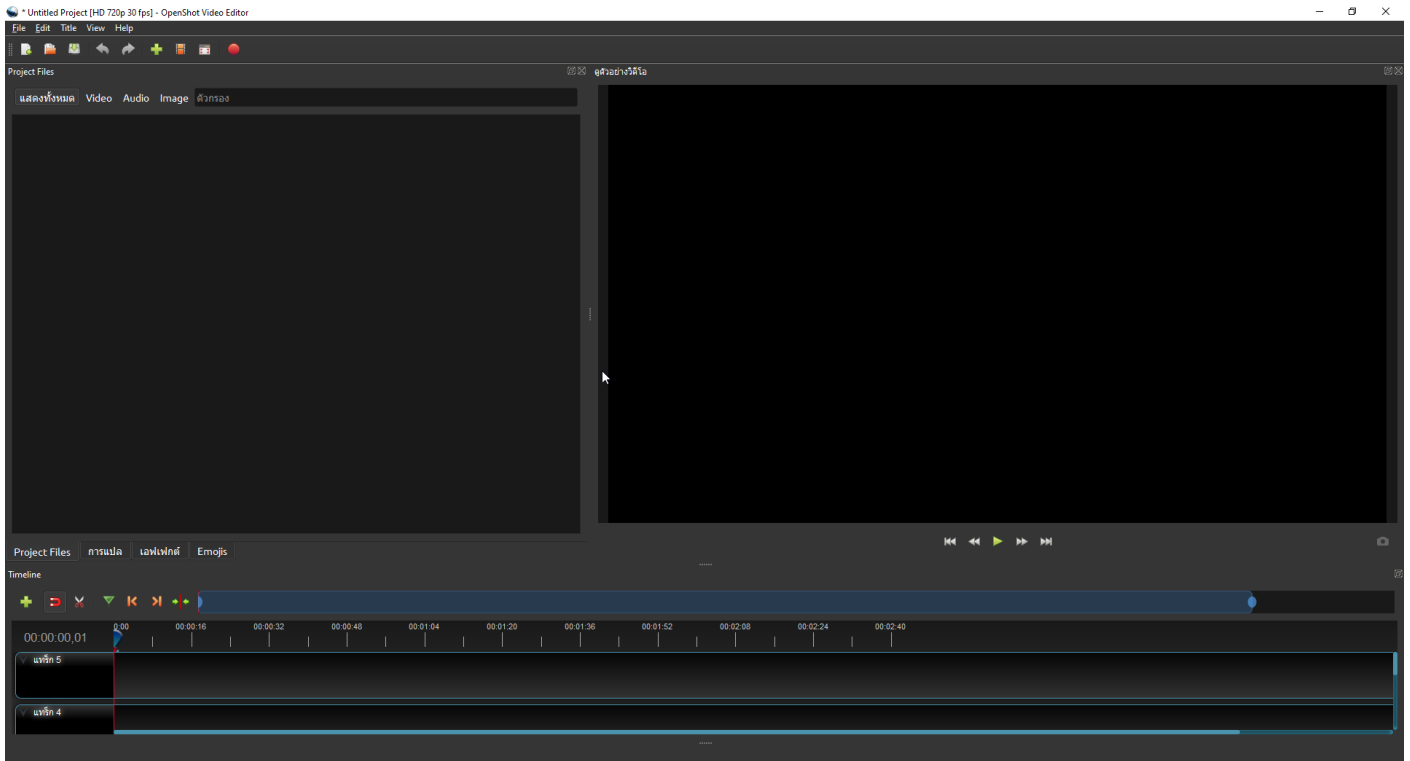 * Untitled Project [HD 720p 30 fps] - OpenShot Video Editor
File Edit Title View Help
Project Files
ดูตัวอย่างวิดีโอ
แสดงทั้งหมด Video Audio Image ตัวกรอง
Project Files การแปล เอฟเฟกต์ Emojis
Timeline
00:00:00,01
0:00 00:00:16 00:00:32 00:00:48 00:01:04 00:01:20 00:01:36 00:01:52 00:02:08 00:02:24 00:02:40
แทร็ก 5
แทร็ก 4